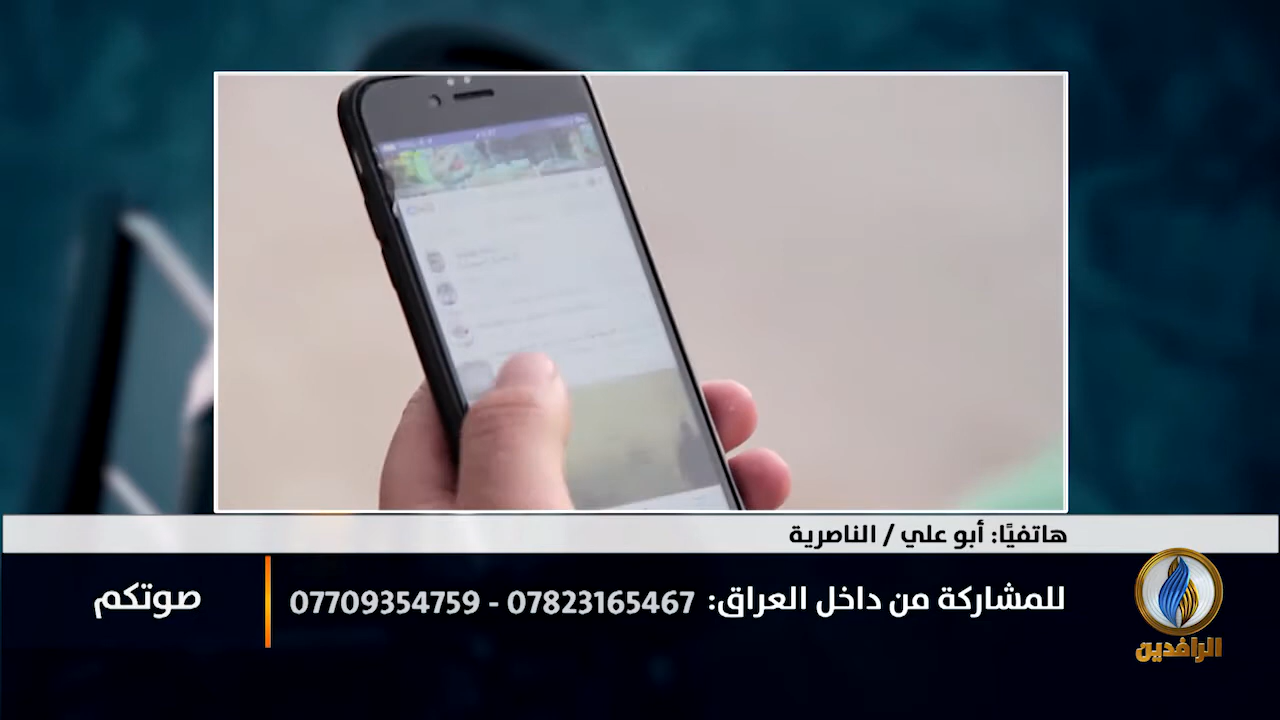 هاتفيًا: أبو علي / الناصرية
للمشاركة من داخل العراق: 07823165467 - 07709354759
صوتكم
الرافدين